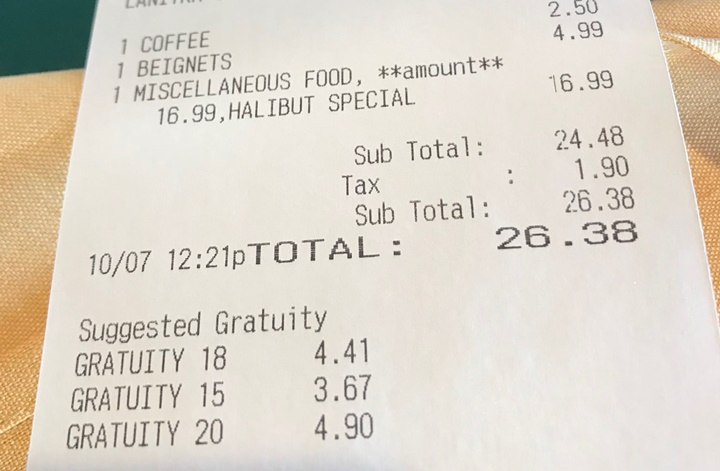 1 COFFEE 2.50
1 BEIGNETS 4.99
1 MISCELLANEOUS FOOD, **amount**
16.99,HALIBUT SPECIAL 16.99
Sub Total: 24.48
Tax : 1.90
Sub Total: 26.38
10/07 12:21pTOTAL: 26.38
Suggested Gratuity
GRATUITY 18 4.41
GRATUITY 15 3.67
GRATUITY 20 4.90